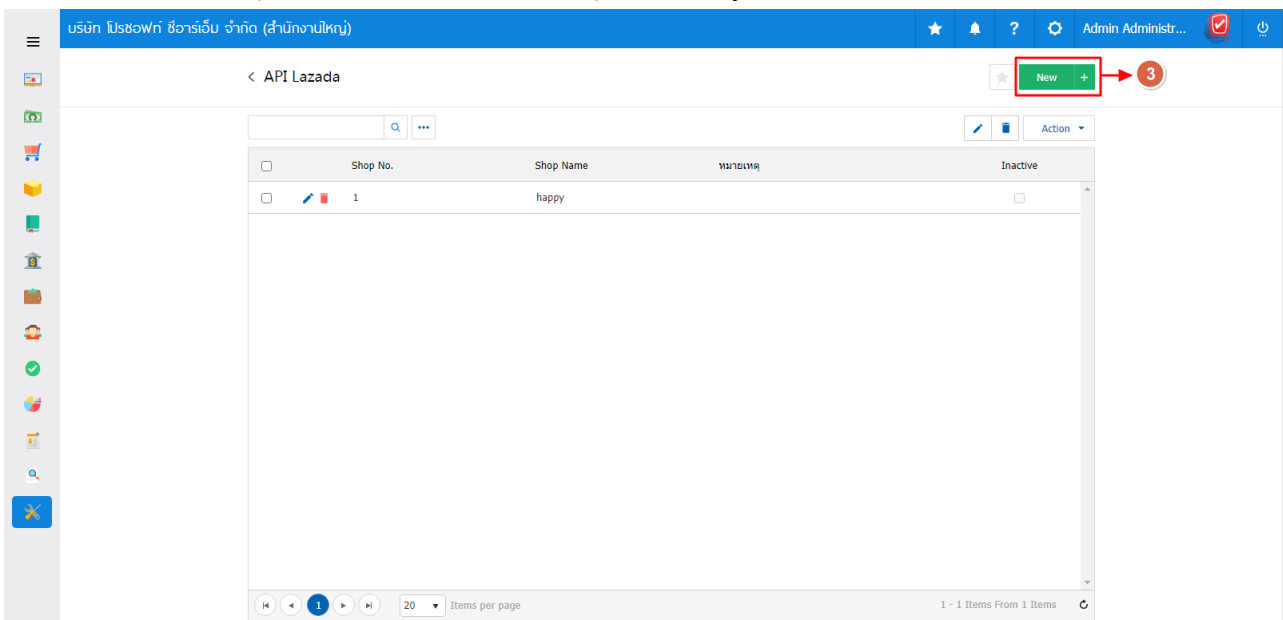 บริษัท โปรซอฟท์ ซีอาร์เอ็ม จำกัด (สำนักงานใหญ่) ? Admin Administr...
< API Lazada New +
3
... Action
Shop No. Shop Name หมายเหตุ Inactive
1 happy
1 20 Items per page 1 - 1 Items From 1 Items